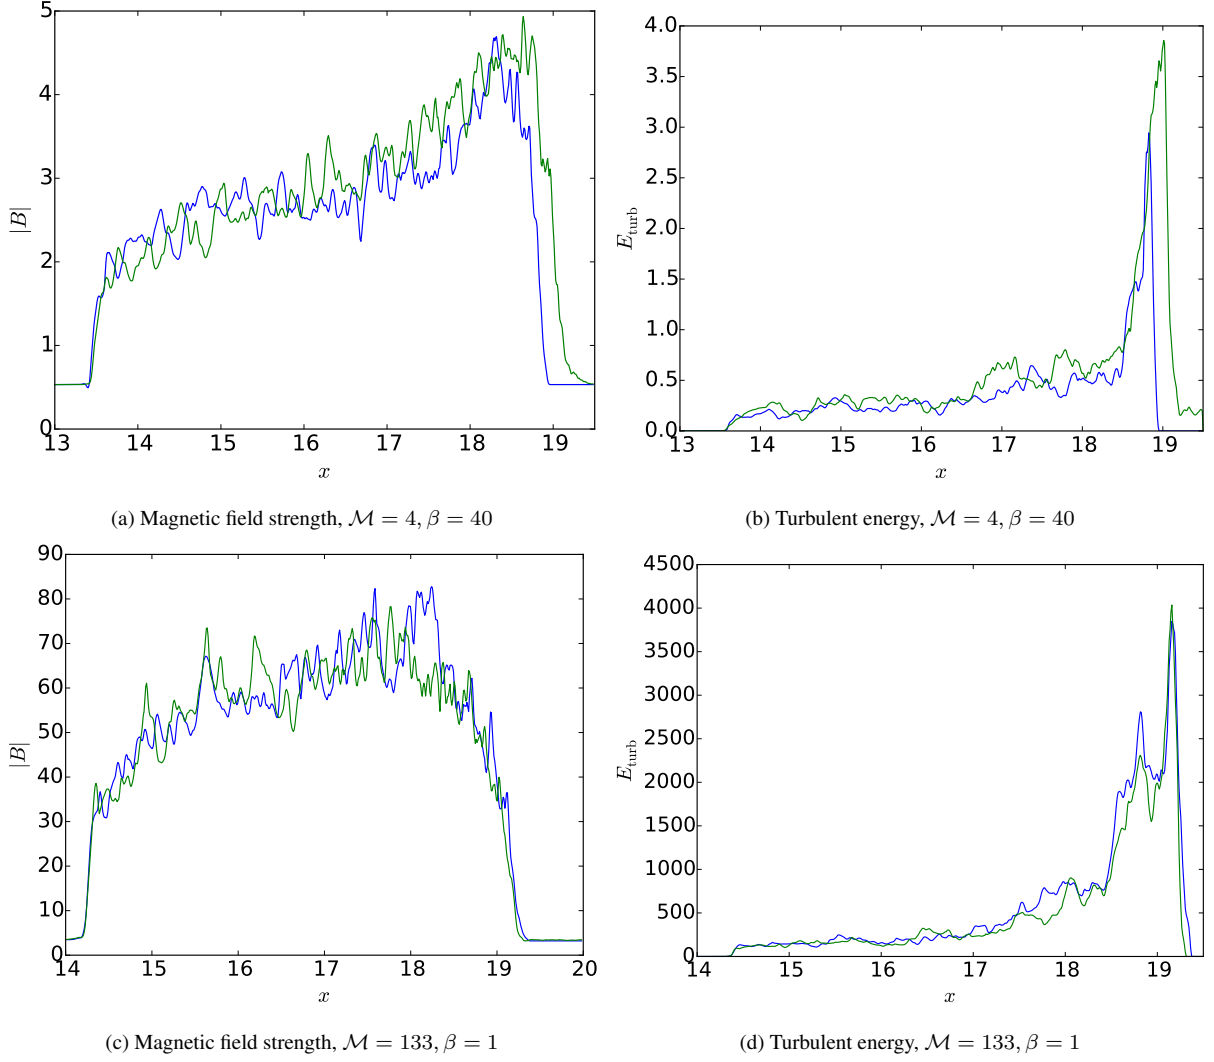 5
4
3
2
1
0
13 14 15 16 17 18 19
|B|
x
4.0
3.5
3.0
2.5
2.0
1.5
1.0
0.5
0.0
13 14 15 16 17 18 19
E_turb
x
(a) Magnetic field strength, ℳ = 4, β = 40
(b) Turbulent energy, ℳ = 4, β = 40
90
80
70
60
50
40
30
20
10
0
14 15 16 17 18 19 20
|B|
x
4500
4000
3500
3000
2500
2000
1500
1000
500
0
14 15 16 17 18 19
E_turb
x
(c) Magnetic field strength, ℳ = 133, β = 1
(d) Turbulent energy, ℳ = 133, β = 1